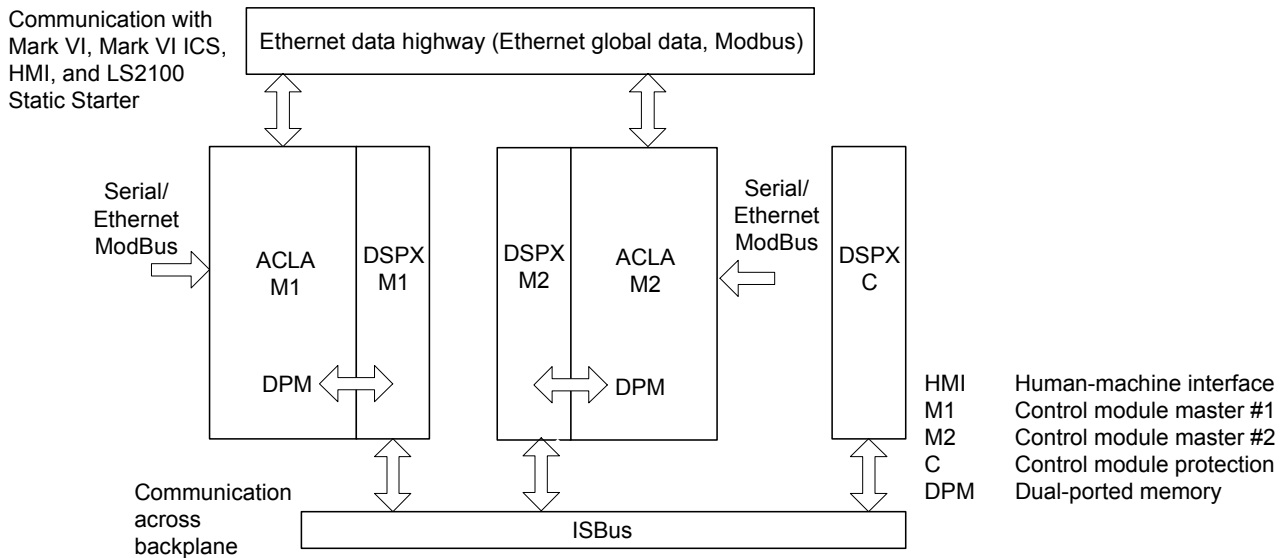 Communication with
Mark VI, Mark VI ICS,
HMI, and LS2100
Static Starter
Ethernet data highway (Ethernet global data, Modbus)
Serial/
Ethernet
ModBus
ACLA
M1
DSPX
M1
DPM
DSPX
M2
ACLA
M2
DPM
Serial/
Ethernet
ModBus
DSPX
C
HMI Human-machine interface
M1 Control module master #1
M2 Control module master #2
C Control module protection
DPM Dual-ported memory
Communication
across
backplane
ISBus